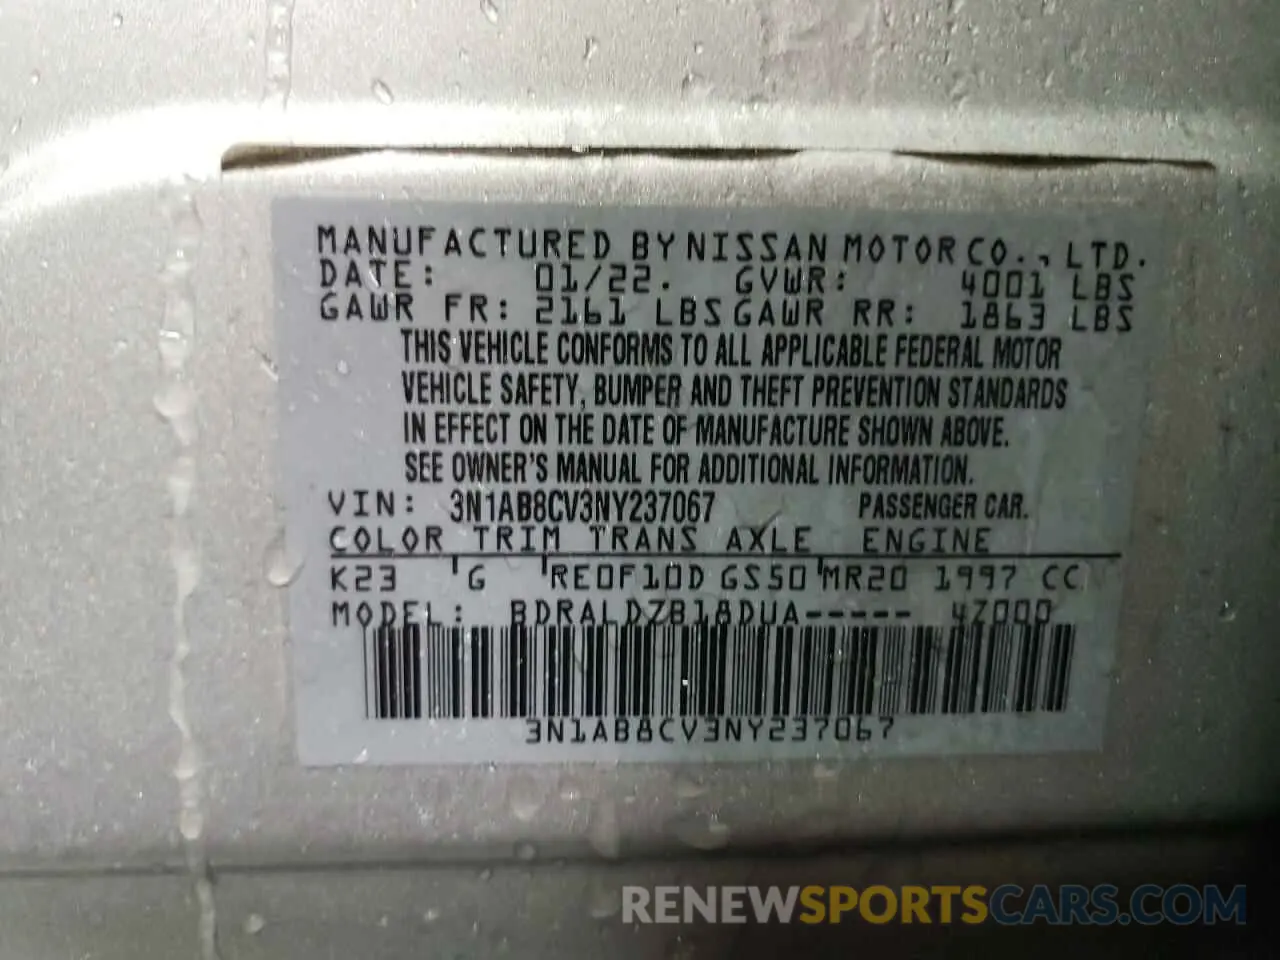 MANUFACTURED BY NISSAN MOTOR CO., LTD.
DATE: 01/22. GVWR: 4001 LBS
GAWR FR: 2161 LBS GAWR RR: 1863 LBS
THIS VEHICLE CONFORMS TO ALL APPLICABLE FEDERAL MOTOR
VEHICLE SAFETY, BUMPER AND THEFT PREVENTION STANDARDS
IN EFFECT ON THE DATE OF MANUFACTURE SHOWN ABOVE.
SEE OWNER'S MANUAL FOR ADDITIONAL INFORMATION.
VIN: 3N1AB8CV3NY237067 PASSENGER CAR.
COLOR TRIM TRANS AXLE ENGINE
K23 G RE0F10D GS50 MR20 1997 CC
MODEL: BDRALDZB18DUA----- 4Z000
3N1AB8CV3NY237067
RENEWSPORTSCARS.COM